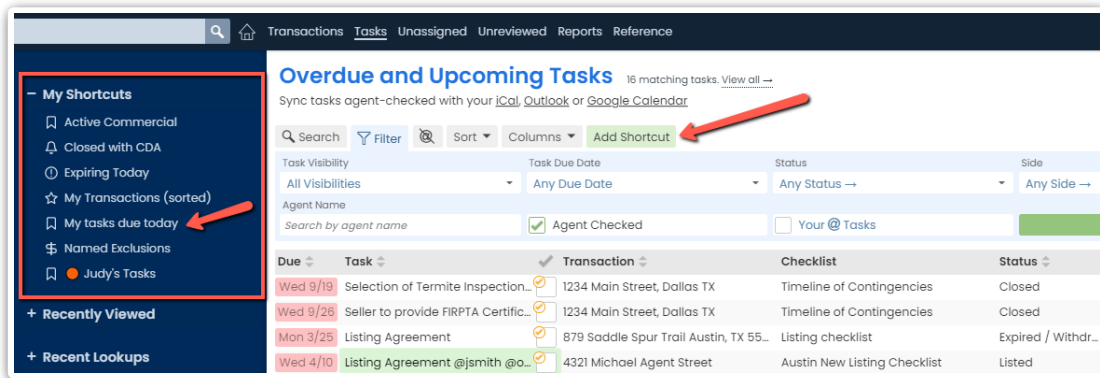 Transactions Tasks Unassigned Unreviewed Reports Reference
− My Shortcuts
Active Commercial
Closed with CDA
Expiring Today
My Transactions (sorted)
My tasks due today
Named Exclusions
Judy's Tasks
+ Recently Viewed
+ Recent Lookups
Overdue and Upcoming Tasks 16 matching tasks. View all →
Sync tasks agent-checked with your iCal, Outlook or Google Calendar
Search Filter Sort Columns Add Shortcut
Task Visibility Task Due Date Status Side
All Visibilities Any Due Date Any Status → Any Side →
Agent Name
Search by agent name Agent Checked Your @ Tasks
Due Task Transaction Checklist Status
Wed 9/19 Selection of Termite Inspection... 1234 Main Street, Dallas TX Timeline of Contingencies Closed
Wed 9/26 Seller to provide FIRPTA Certific... 1234 Main Street, Dallas TX Timeline of Contingencies Closed
Mon 3/25 Listing Agreement 879 Saddle Spur Trail Austin, TX 55... Listing checklist Expired / Withdr...
Wed 4/10 Listing Agreement @jsmith @o... 4321 Michael Agent Street Austin New Listing Checklist Listed